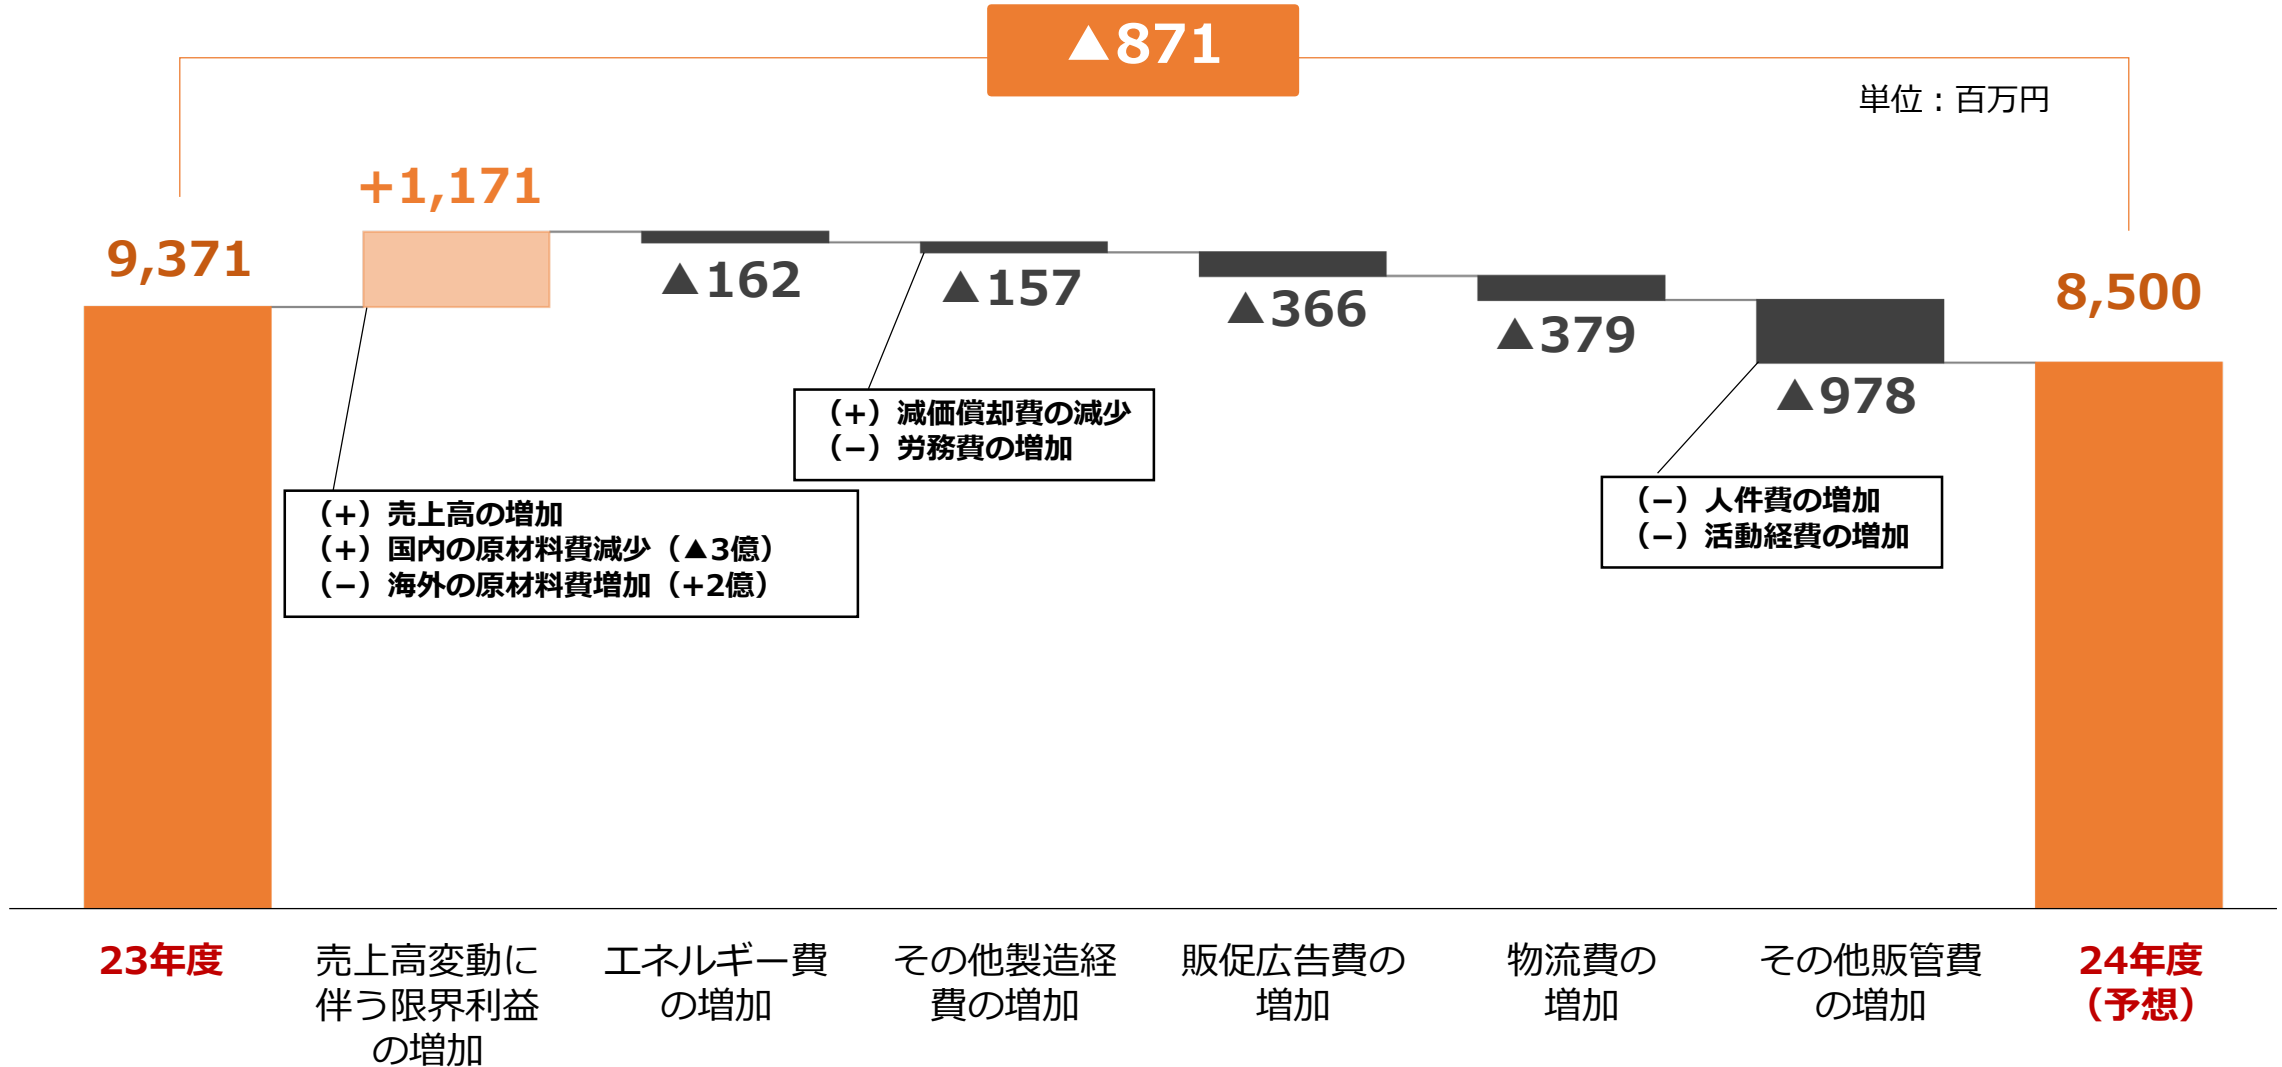 ▲871
単位：百万円
+1,171
9,371
▲162
▲157
▲366
▲379
▲978
8,500
（+）減価償却費の減少
（−）労務費の増加
（+）売上高の増加
（+）国内の原材料費減少（▲3億）
（−）海外の原材料費増加（+2億）
（−）人件費の増加
（−）活動経費の増加
23年度
売上高変動に
伴う限界利益
の増加
エネルギー費
の増加
その他製造経
費の増加
販促広告費の
増加
物流費の
増加
その他販管費
の増加
24年度
（予想）